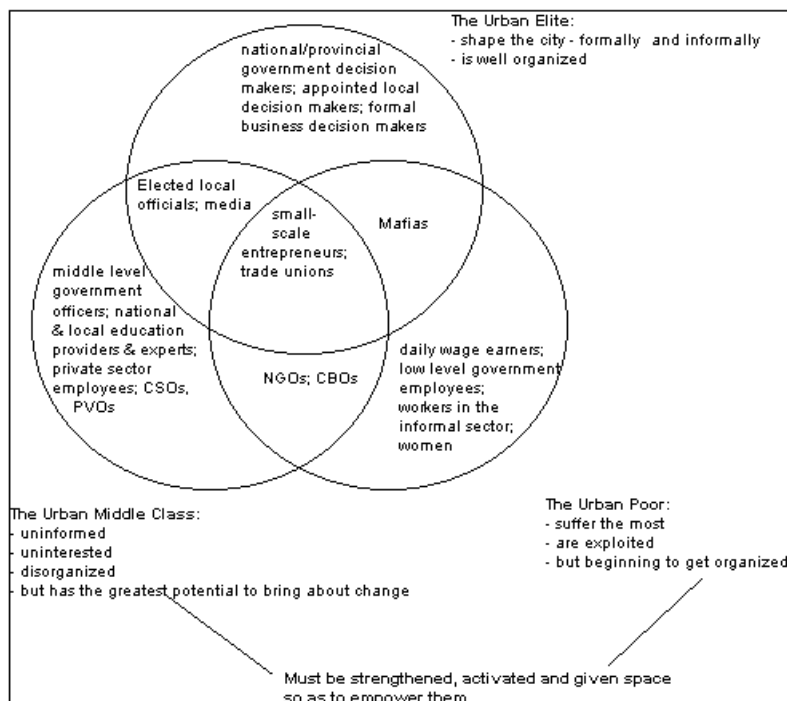 The Urban Elite:
- shape the city - formally and informally
- is well organized
national/provincial
government decision
makers; appointed local
decision makers; formal
business decision makers
Elected local
officials; media
small-
scale
entrepreneurs;
trade unions
Mafias
middle level
government
officers; national
& local education
providers & experts;
private sector
employees; CSOs,
PVOs
NGOs; CBOs
daily wage earners;
low level government
employees;
workers in the
informal sector;
women
The Urban Middle Class:
- uninformed
- uninterested
- disorganized
- but has the greatest potential to bring about change
The Urban Poor:
- suffer the most
- are exploited
- but beginning to get organized
Must be strengthened, activated and given space
so as to empower them